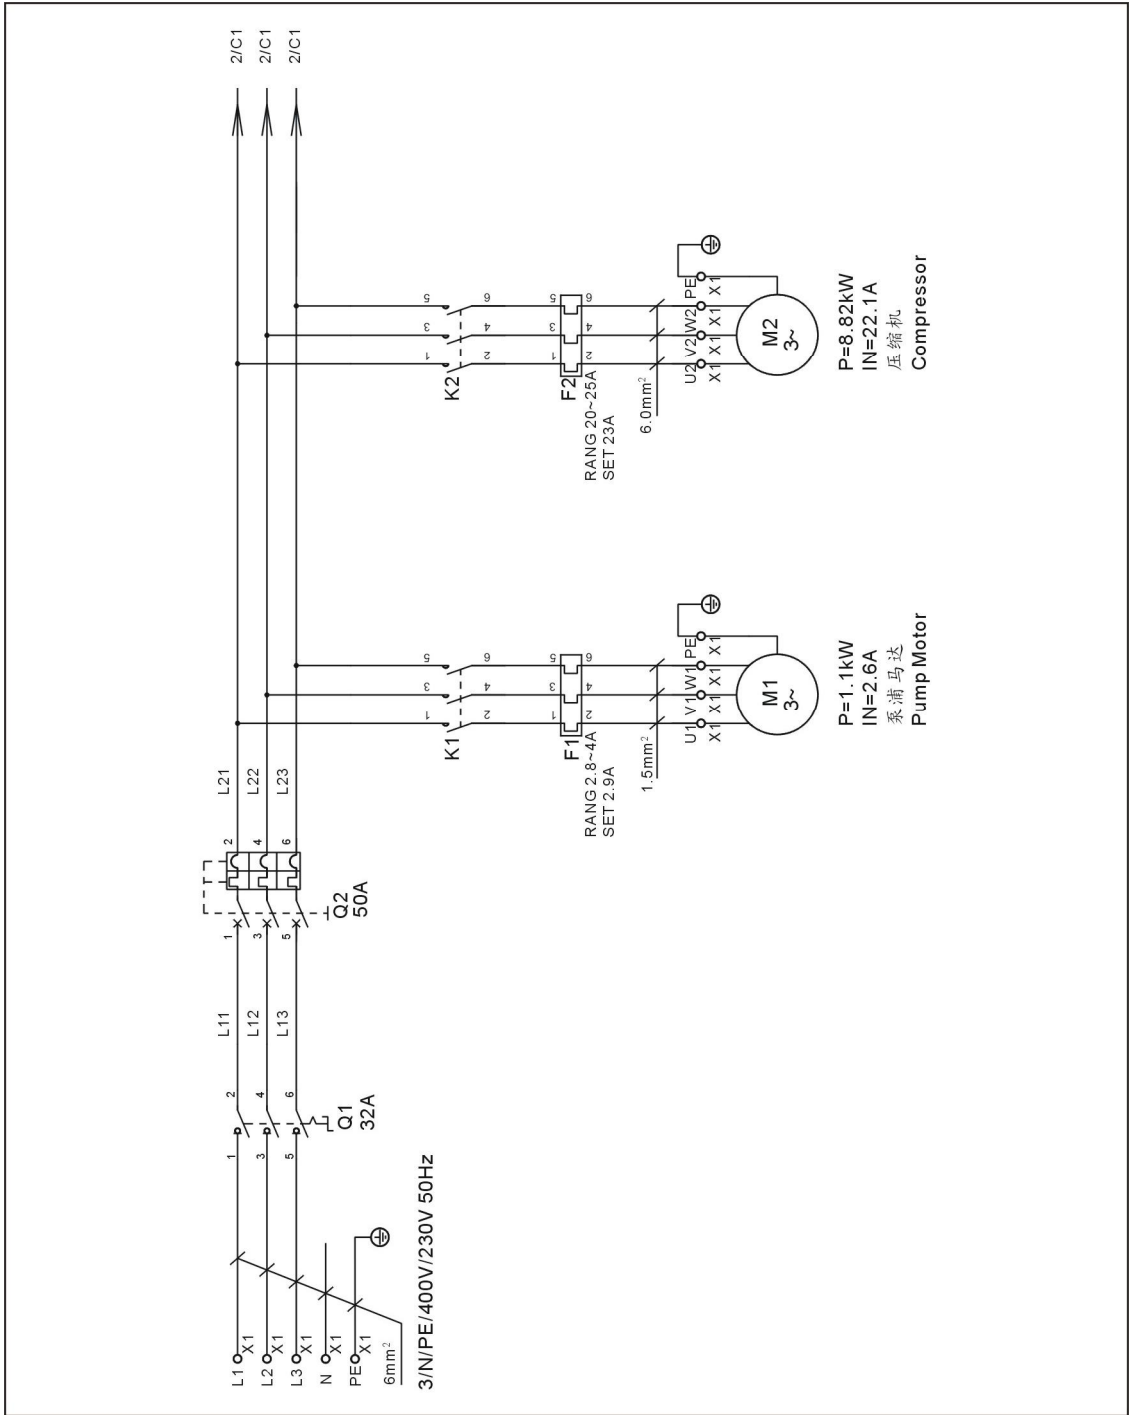 L1 X1 1 2 L11 1 2 L21 2/C1
L2 X1 3 4 L12 3 4 L22 2/C1
L3 X1 5 6 L13 5 6 L23 2/C1
N X1
PE X1
Q1
32A
Q2
50A
6mm²
3/N/PE/400V/230V 50Hz
1 3 5
K1
2 4 6
1 3 5
F1
2 4 6
RANG 2.8~4A
SET 2.9A
1.5mm²
U1 V1 W1 PE
X1 X1 X1 X1
M1
3~
P=1.1kW
IN=2.6A
泵浦马达
Pump Motor
1 3 5
K2
2 4 6
1 3 5
F2
2 4 6
RANG 20~25A
SET 23A
6.0mm²
U2 V2 W2 PE
X1 X1 X1 X1
M2
3~
P=8.82kW
IN=22.1A
压缩机
Compressor